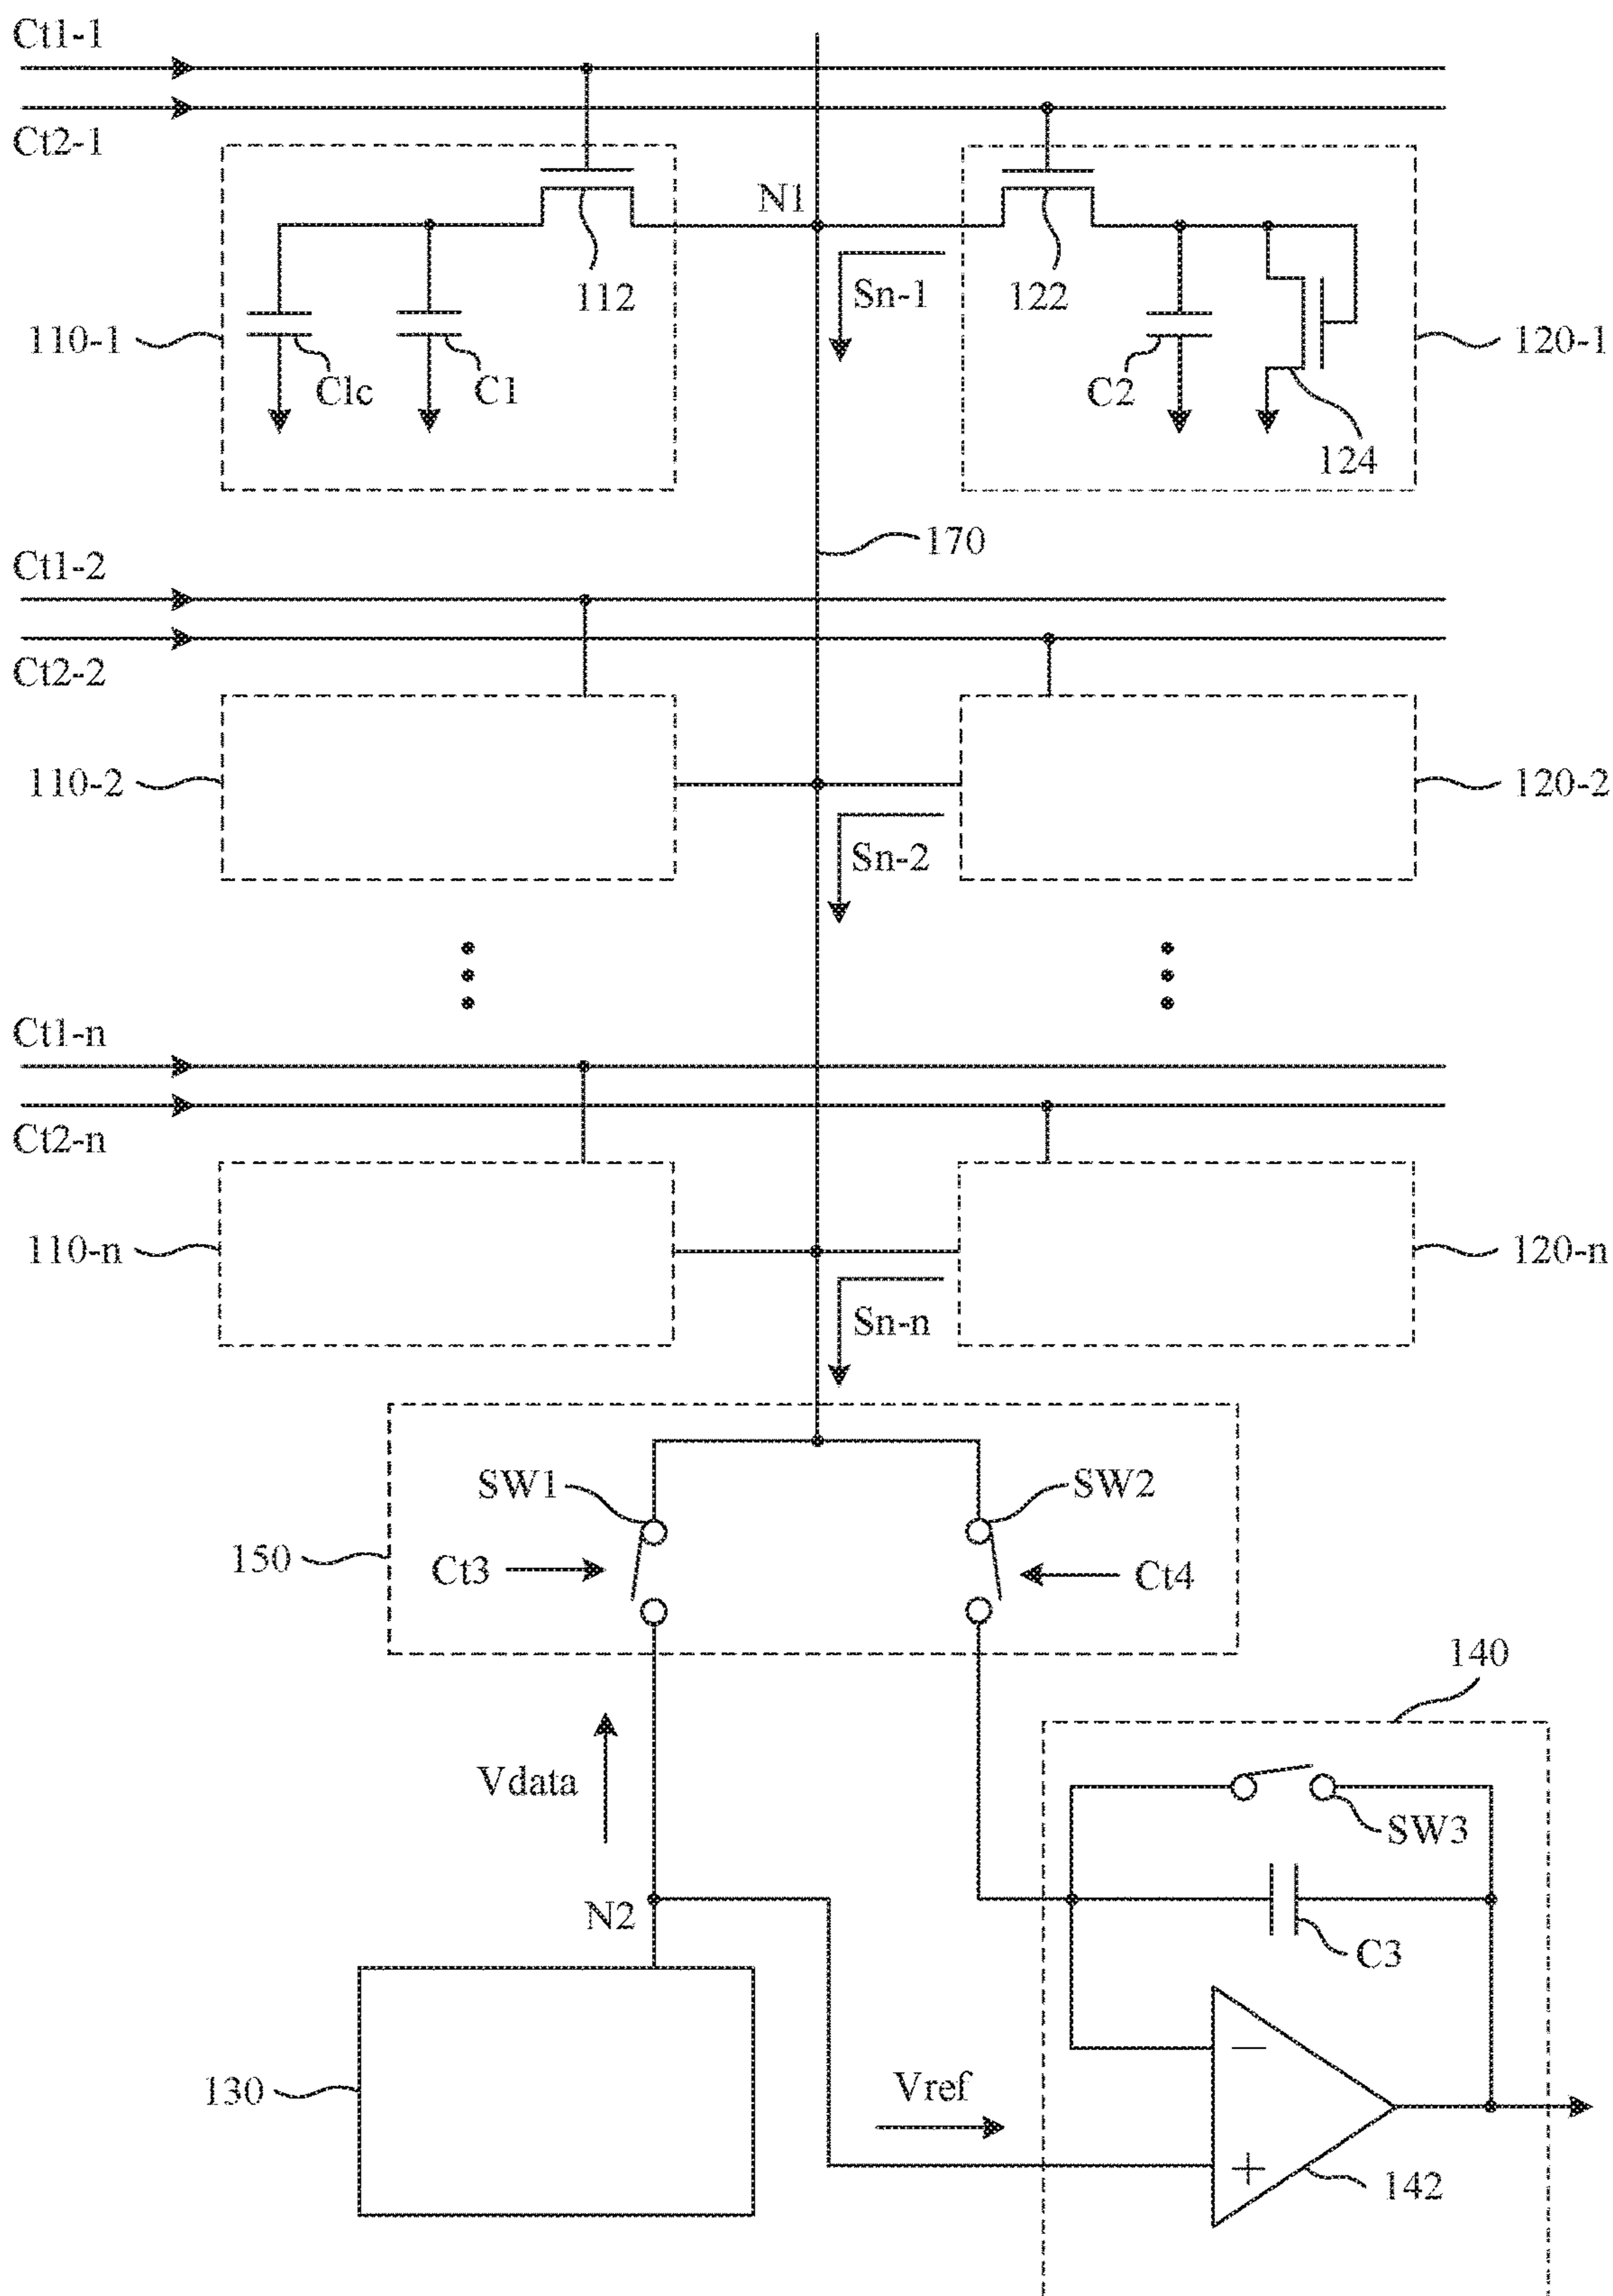 Ct1-1
Ct2-1
N1
112
Sn-1
122
110-1
Clc
C1
C2
120-1
124
170
Ct1-2
Ct2-2
110-2
120-2
Sn-2
Ct1-n
Ct2-n
110-n
120-n
Sn-n
SW1
SW2
150
Ct3
Ct4
140
Vdata
SW3
N2
C3
130
Vref
−
+
142